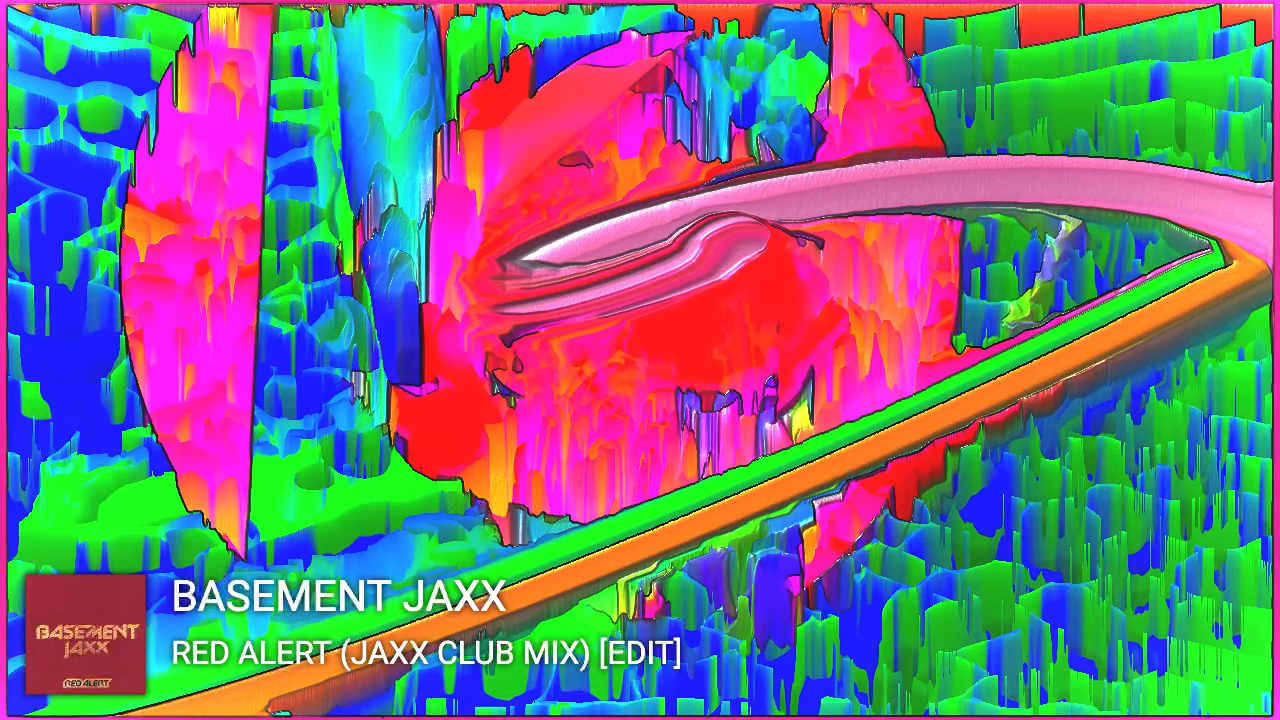 BASEMENT JAXX
RED ALERT (JAXX CLUB MIX) [EDIT]
BASEMENT
JAXX
RED ALERT